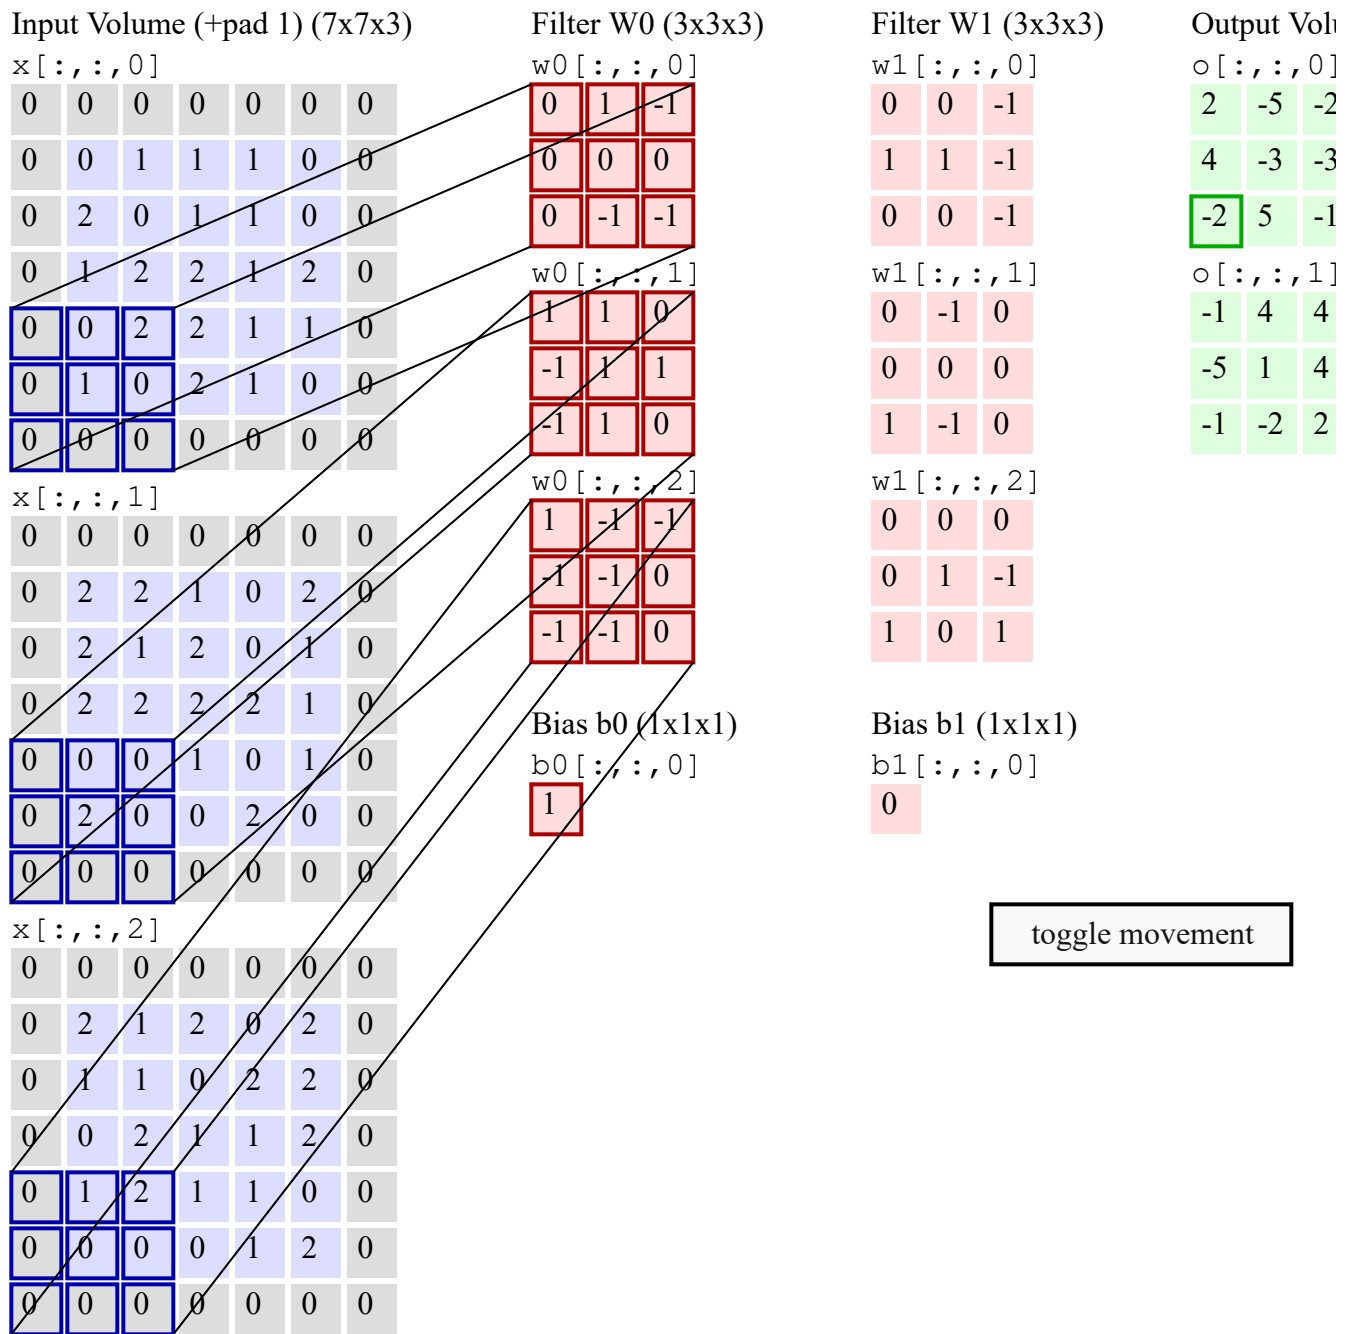 Input Volume (+pad 1) (7x7x3)
x[:,:,0]
0 0 0 0 0 0 0
0 0 1 1 1 0 0
0 2 0 1 1 0 0
0 1 2 2 1 2 0
0 0 2 2 1 1 0
0 1 0 2 1 0 0
0 0 0 0 0 0 0
x[:,:,1]
0 0 0 0 0 0 0
0 2 2 1 0 2 0
0 2 1 2 0 1 0
0 2 2 2 2 1 0
0 0 0 1 0 1 0
0 2 0 0 2 0 0
0 0 0 0 0 0 0
x[:,:,2]
0 0 0 0 0 0 0
0 2 1 2 0 2 0
0 1 1 0 2 2 0
0 0 2 1 1 2 0
0 1 2 1 1 0 0
0 0 0 0 1 2 0
0 0 0 0 0 0 0
Filter W0 (3x3x3)
w0[:,:,0]
0 1 -1
0 0 0
0 -1 -1
w0[:,:,1]
1 1 0
-1 1 1
-1 1 0
w0[:,:,2]
1 -1 -1
-1 -1 0
-1 -1 0
Bias b0 (1x1x1)
b0[:,:,0]
1
Filter W1 (3x3x3)
w1[:,:,0]
0 0 -1
1 1 -1
0 0 -1
w1[:,:,1]
0 -1 0
0 0 0
1 -1 0
w1[:,:,2]
0 0 0
0 1 -1
1 0 1
Bias b1 (1x1x1)
b1[:,:,0]
0
Output
o[:,:,0]
2 -5 -2
4 -3 -3
-2 5 -1
o[:,:,1]
-1 4 4
-5 1 4
-1 -2 2
toggle movement